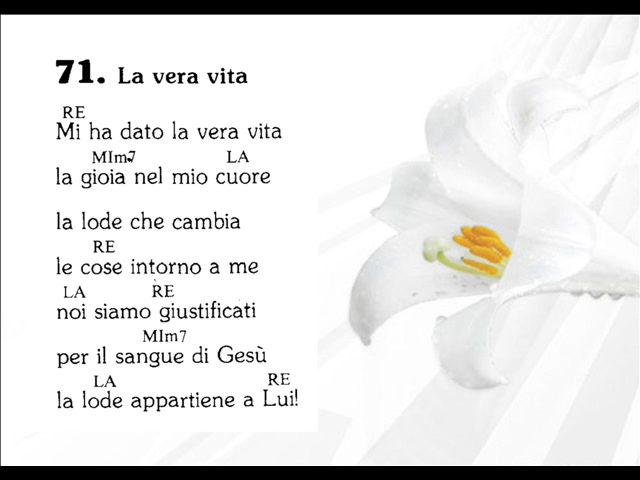 71. La vera vita
RE
Mi ha dato la vera vita
MIm7 LA
la gioia nel mio cuore
la lode che cambia
RE
le cose intorno a me
LA RE
noi siamo giustificati
MIm7
per il sangue di Gesù
LA RE
la lode appartiene a Lui!